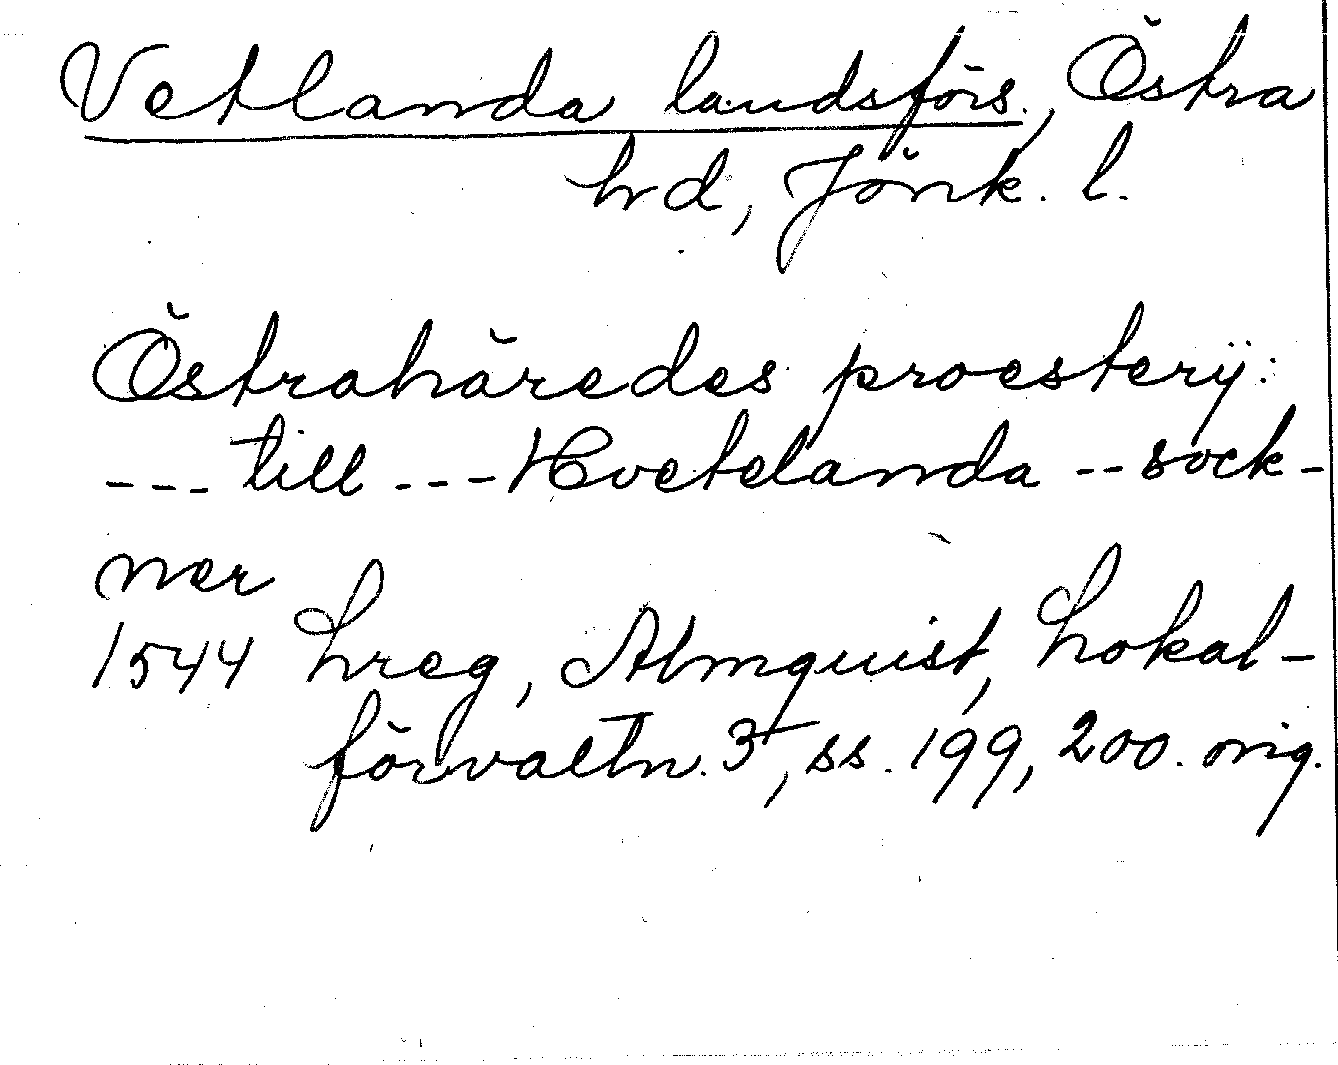 Vetlanda landsförs., Östra
hd, Jönk. l.
Östrahäredes proestery:
--- till --- Hvetelanda -- sock-
ner
1544 Lreg, Almquist, Lokal-
förvaltn. 3, ss. 199, 200. orig.